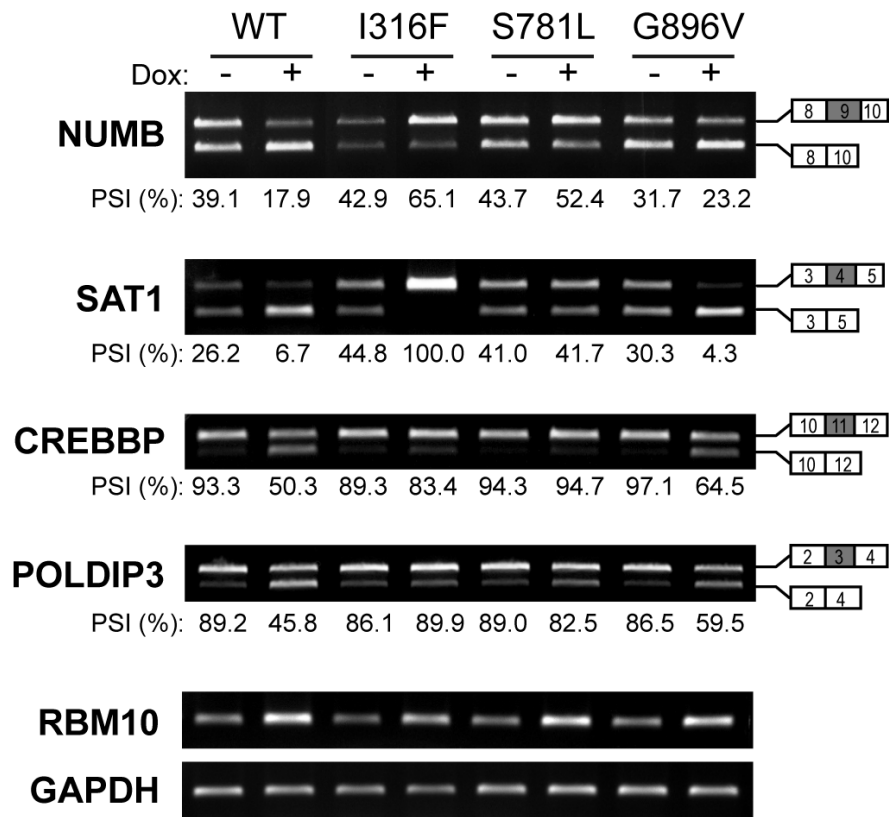 WT I316F S781L G896V
Dox: - + - + - + - +
NUMB
8 9 10
8 10
PSI (%): 39.1 17.9 42.9 65.1 43.7 52.4 31.7 23.2
SAT1
3 4 5
3 5
PSI (%): 26.2 6.7 44.8 100.0 41.0 41.7 30.3 4.3
CREBBP
10 11 12
10 12
PSI (%): 93.3 50.3 89.3 83.4 94.3 94.7 97.1 64.5
POLDIP3
2 3 4
2 4
PSI (%): 89.2 45.8 86.1 89.9 89.0 82.5 86.5 59.5
RBM10
GAPDH